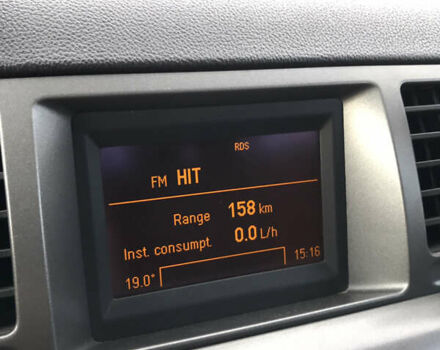 RDS
FM HIT
Range 158 km
Inst. consumpt. 0.0 L/h
19.0° 15:16